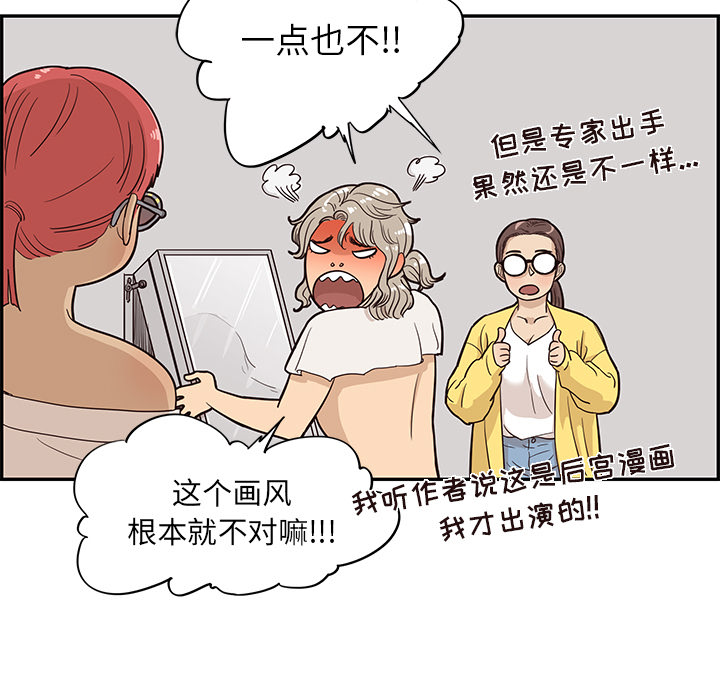 一点也不!!
但是专家出手
果然还是不一样...
这个画风
根本就不对嘛!!!
我听作者说这是后宫漫画
我才出演的!!